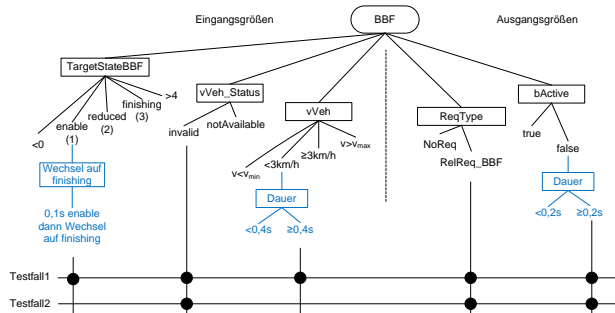 Eingangsgrößen
BBF
Ausgangsgrößen
TargetStateBBF
vVeh_Status
vVeh
ReqType
bActive
<0
enable
(1)
reduced
(2)
finishing
(3)
>4
invalid
notAvailable
v<vmin
<3km/h
≥3km/h
v>vmax
NoReq
RelReq_BBF
true
false
Wechsel auf
finishing
0,1s enable
dann Wechsel
auf finishing
Dauer
<0,4s
≥0,4s
Dauer
<0,2s
≥0,2s
Testfall1
Testfall2